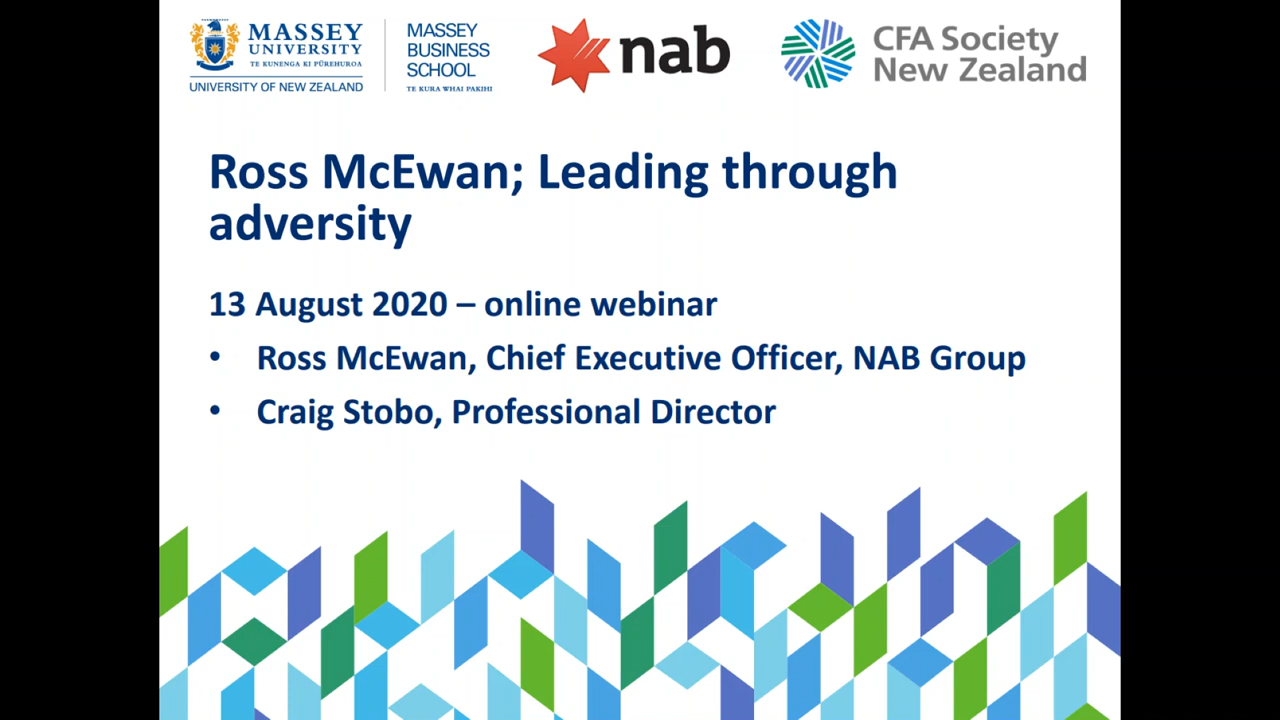 MASSEY
UNIVERSITY
TE KUNENGA KI PŪREHUROA
UNIVERSITY OF NEW ZEALAND
MASSEY
BUSINESS
SCHOOL
TE KURA WHAI PAKIHI
nab
CFA Society
New Zealand
Ross McEwan; Leading through
adversity
13 August 2020 – online webinar
• Ross McEwan, Chief Executive Officer, NAB Group
• Craig Stobo, Professional Director